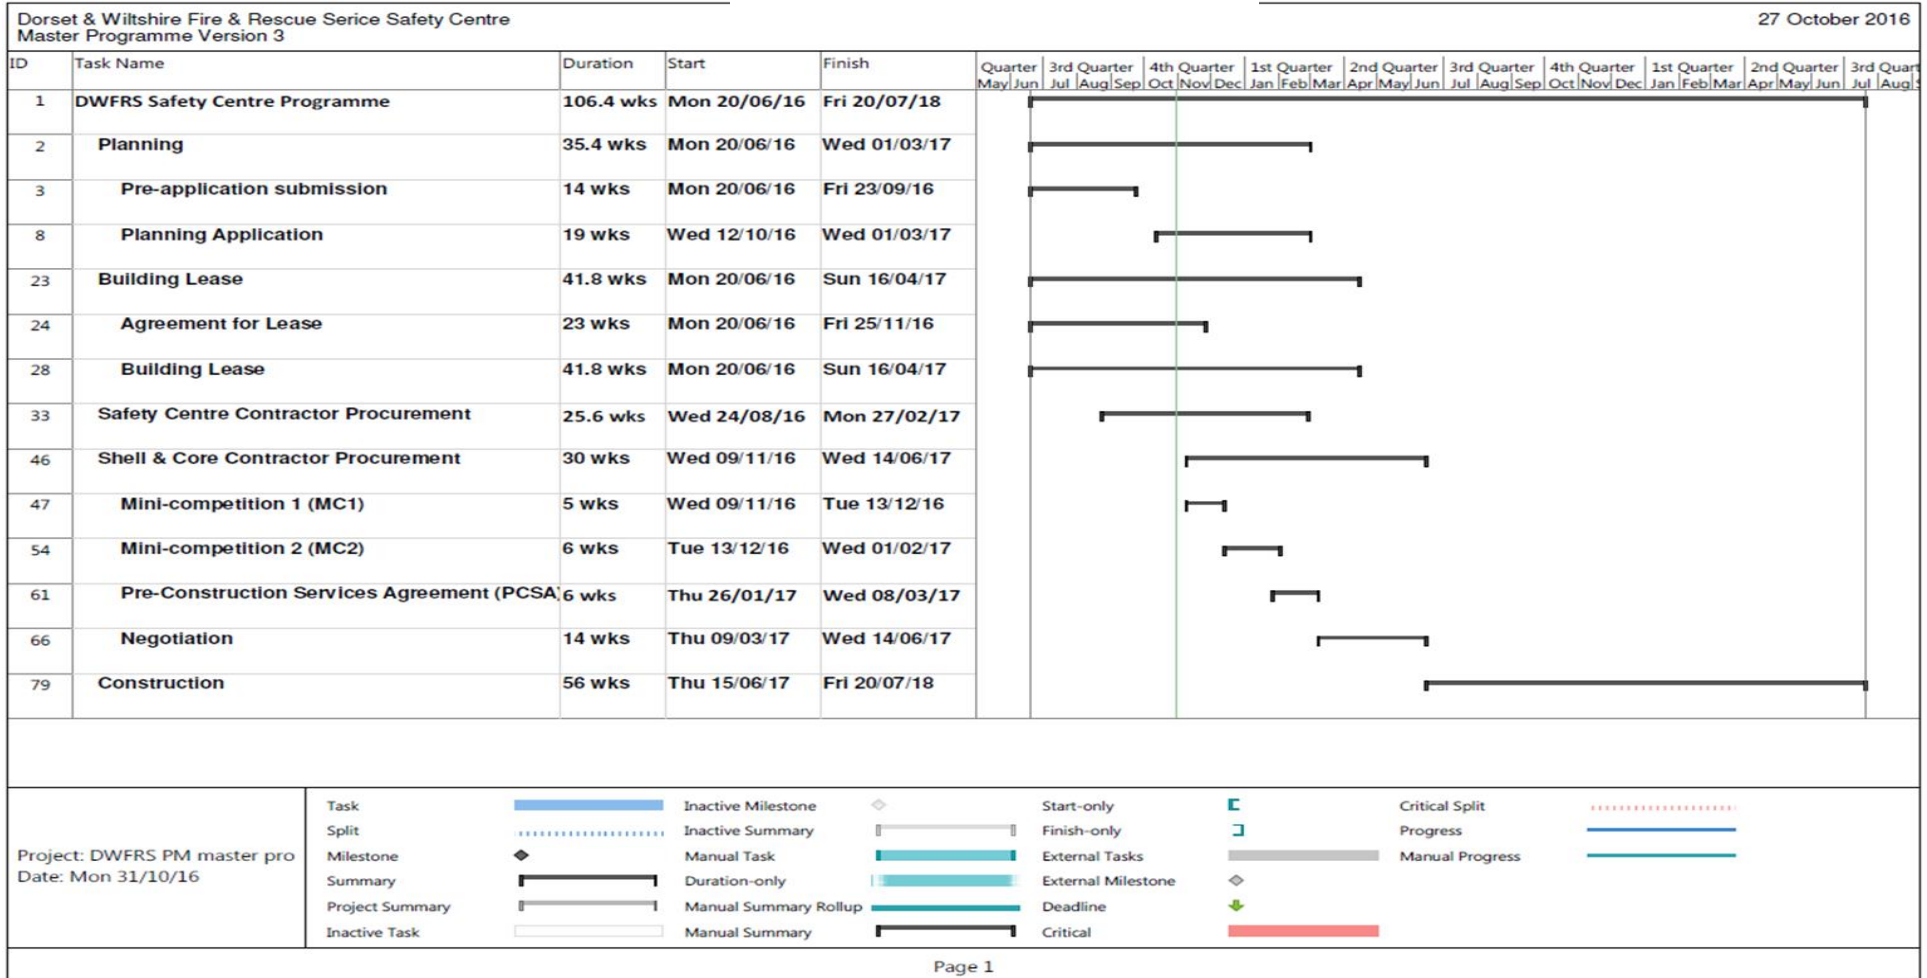 Dorset & Wiltshire Fire & Rescue Serice Safety Centre 27 October 2016
Master Programme Version 3
ID Task Name Duration Start Finish
Quarter 3rd Quarter 4th Quarter 1st Quarter 2nd Quarter 3rd Quarter 4th Quarter 1st Quarter 2nd Quarter 3rd Quart
May Jun Jul Aug Sep Oct Nov Dec Jan Feb Mar Apr May Jun Jul Aug Sep Oct Nov Dec Jan Feb Mar Apr May Jun Jul Aug
1 DWFRS Safety Centre Programme 106.4 wks Mon 20/06/16 Fri 20/07/18
2 Planning 35.4 wks Mon 20/06/16 Wed 01/03/17
3 Pre-application submission 14 wks Mon 20/06/16 Fri 23/09/16
8 Planning Application 19 wks Wed 12/10/16 Wed 01/03/17
23 Building Lease 41.8 wks Mon 20/06/16 Sun 16/04/17
24 Agreement for Lease 23 wks Mon 20/06/16 Fri 25/11/16
28 Building Lease 41.8 wks Mon 20/06/16 Sun 16/04/17
33 Safety Centre Contractor Procurement 25.6 wks Wed 24/08/16 Mon 27/02/17
46 Shell & Core Contractor Procurement 30 wks Wed 09/11/16 Wed 14/06/17
47 Mini-competition 1 (MC1) 5 wks Wed 09/11/16 Tue 13/12/16
54 Mini-competition 2 (MC2) 6 wks Tue 13/12/16 Wed 01/02/17
61 Pre-Construction Services Agreement (PCSA) 6 wks Thu 26/01/17 Wed 08/03/17
66 Negotiation 14 wks Thu 09/03/17 Wed 14/06/17
79 Construction 56 wks Thu 15/06/17 Fri 20/07/18
Project: DWFRS PM master pro
Date: Mon 31/10/16
Task Inactive Milestone Start-only Critical Split
Split Inactive Summary Finish-only Progress
Milestone Manual Task External Tasks Manual Progress
Summary Duration-only External Milestone
Project Summary Manual Summary Rollup Deadline
Inactive Task Manual Summary Critical
Page 1